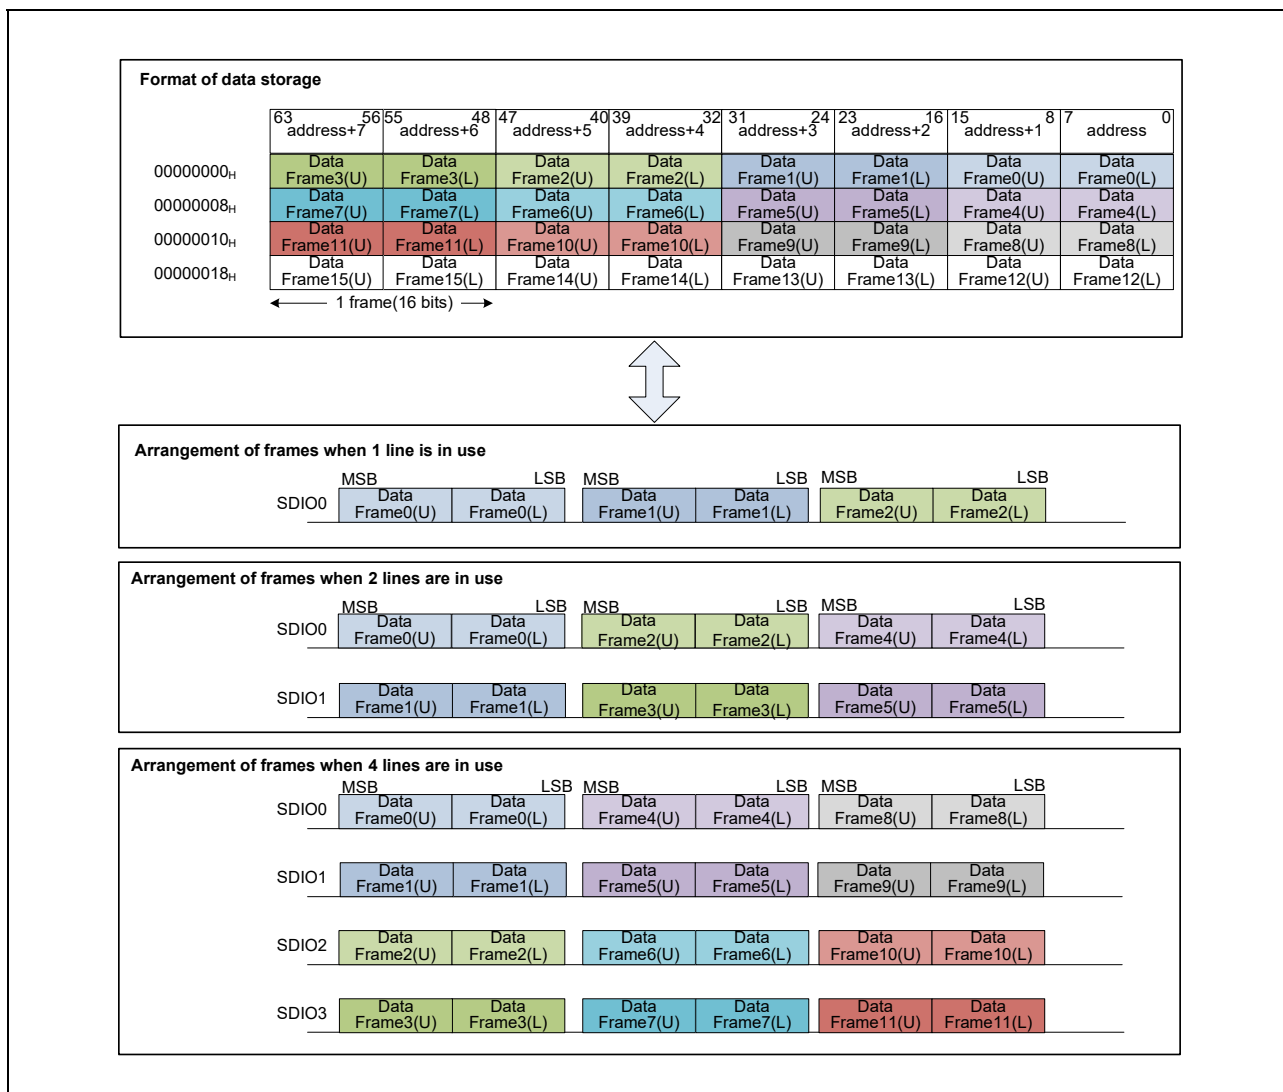 Format of data storage
63 56 55 48 47 40 39 32 31 24 23 16 15 8 7 0
address+7 address+6 address+5 address+4 address+3 address+2 address+1 address
Data Data Data Data Data Data Data Data
00000000H Frame3(U) Frame3(L) Frame2(U) Frame2(L) Frame1(U) Frame1(L) Frame0(U) Frame0(L)
Data Data Data Data Data Data Data Data
00000008H Frame7(U) Frame7(L) Frame6(U) Frame6(L) Frame5(U) Frame5(L) Frame4(U) Frame4(L)
Data Data Data Data Data Data Data Data
00000010H Frame11(U) Frame11(L) Frame10(U) Frame10(L) Frame9(U) Frame9(L) Frame8(U) Frame8(L)
Data Data Data Data Data Data Data Data
00000018H Frame15(U) Frame15(L) Frame14(U) Frame14(L) Frame13(U) Frame13(L) Frame12(U) Frame12(L)
1 frame(16 bits)
Arrangement of frames when 1 line is in use
MSB LSB MSB LSB MSB LSB
Data Data Data Data Data Data
SDIO0 Frame0(U) Frame0(L) Frame1(U) Frame1(L) Frame2(U) Frame2(L)
Arrangement of frames when 2 lines are in use
MSB LSB MSB LSB MSB LSB
Data Data Data Data Data Data
SDIO0 Frame0(U) Frame0(L) Frame2(U) Frame2(L) Frame4(U) Frame4(L)
Data Data Data Data Data Data
SDIO1 Frame1(U) Frame1(L) Frame3(U) Frame3(L) Frame5(U) Frame5(L)
Arrangement of frames when 4 lines are in use
MSB LSB MSB LSB MSB LSB
Data Data Data Data Data Data
SDIO0 Frame0(U) Frame0(L) Frame4(U) Frame4(L) Frame8(U) Frame8(L)
Data Data Data Data Data Data
SDIO1 Frame1(U) Frame1(L) Frame5(U) Frame5(L) Frame9(U) Frame9(L)
Data Data Data Data Data Data
SDIO2 Frame2(U) Frame2(L) Frame6(U) Frame6(L) Frame10(U) Frame10(L)
Data Data Data Data Data Data
SDIO3 Frame3(U) Frame3(L) Frame7(U) Frame7(L) Frame11(U) Frame11(L)